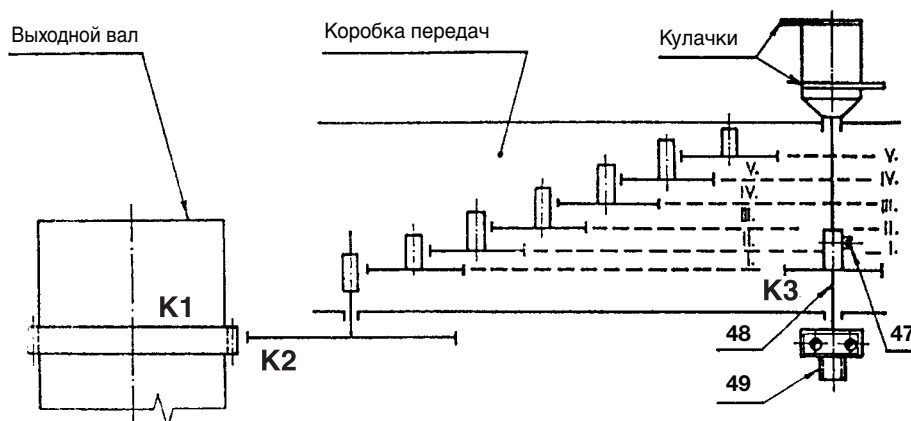 Выходной вал
Коробка передач
Кулачки
V.
V.
IV.
IV.
III.
III.
II.
II.
I.
I.
K1
K2
K3
48
47
49